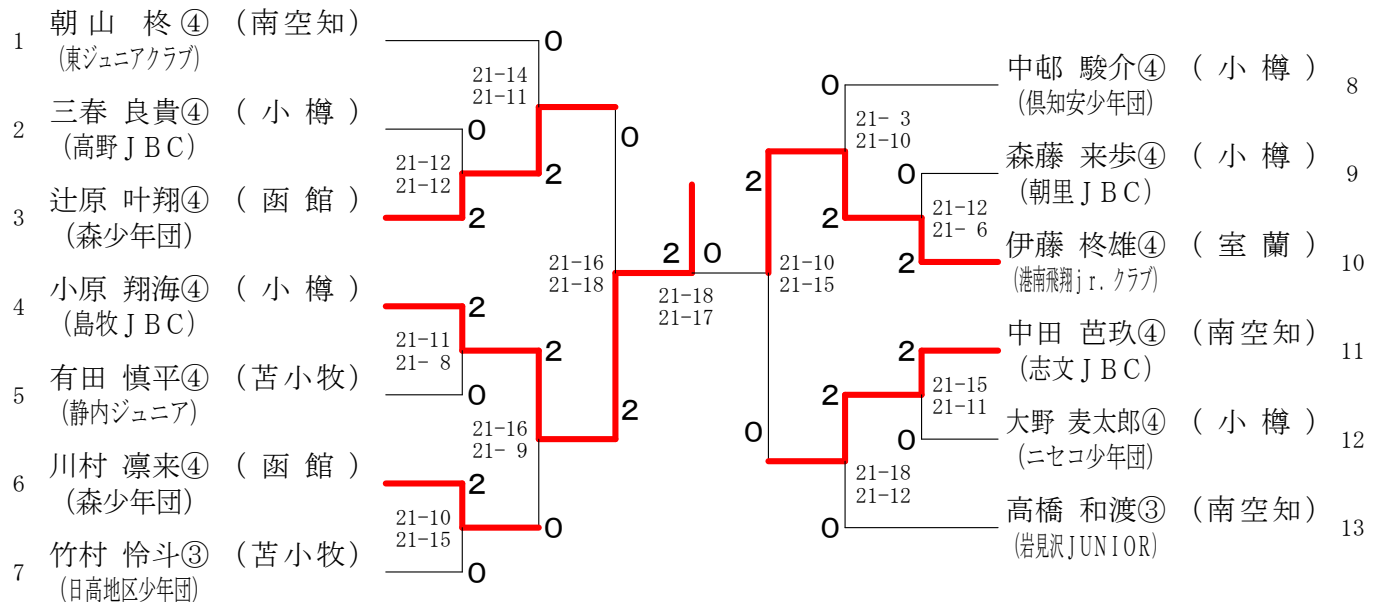 1 朝山 柊④ (南空知)
(東ジュニアクラブ)
2 三春 良貴④ (小樽)
(高野ＪＢＣ)
3 辻原 叶翔④ (函館)
(森少年団)
4 小原 翔海④ (小樽)
(島牧ＪＢＣ)
5 有田 慎平④ (苫小牧)
(静内ジュニア)
6 川村 凛来④ (函館)
(森少年団)
7 竹村 怜斗③ (苫小牧)
(日高地区少年団)
0
21-14
21-11
0
21-12
21-12
2
2
2
21-11
21- 8
0
2
21-16
21- 9
2
21-10
21-15
0
0
0
21-16
21-18
2
2 0
21-18
21-17
2
21-10
21-15
0
0
21- 3
21-10
2
0
21-12
21- 6
2
2
21-15
21-11
0
2
21-18
21-12
0
中邨 駿介④ (小樽) 8
(倶知安少年団)
森藤 来歩④ (小樽) 9
(朝里ＪＢＣ)
伊藤 柊雄④ (室蘭) 10
(港南飛翔ｊｒ.クラブ)
中田 芭玖④ (南空知) 11
(志文ＪＢＣ)
大野 麦太郎④ (小樽) 12
(ニセコ少年団)
高橋 和渡③ (南空知) 13
(岩見沢JUNIOR)